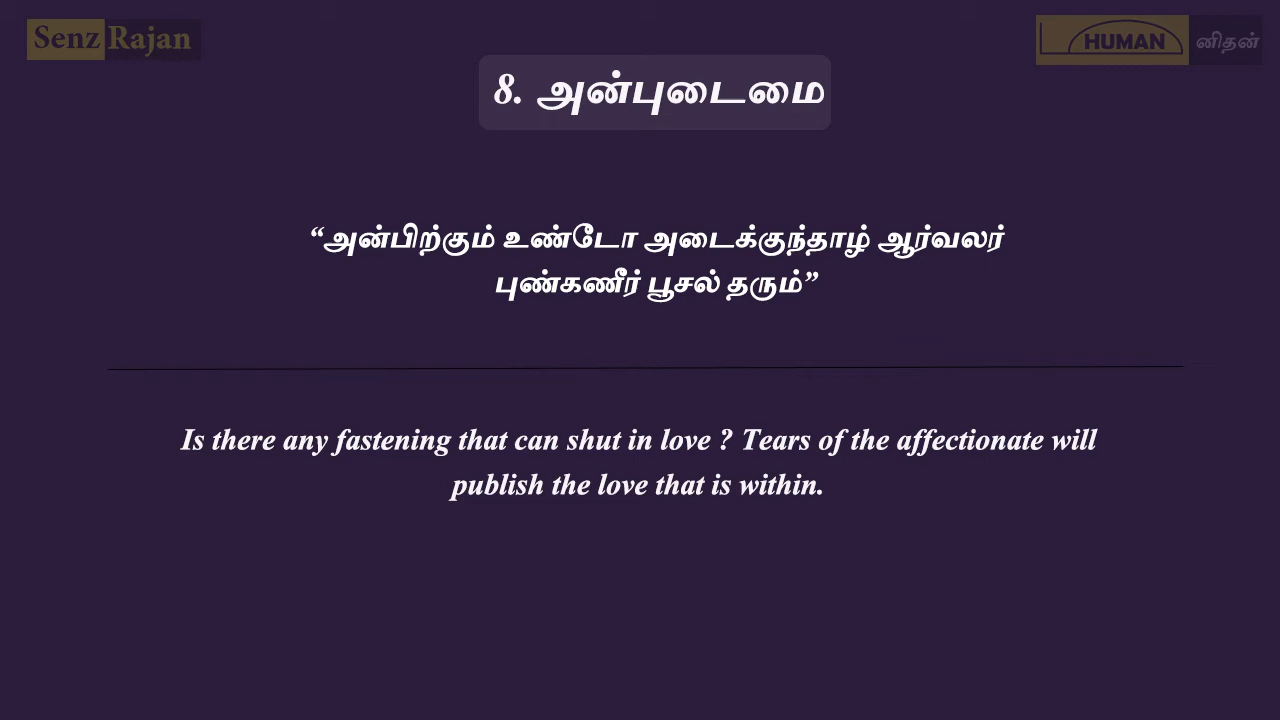 Senz Rajan
HUMAN னிதன்
8. அன்புடைமை
“அன்பிற்கும் உண்டோ அடைக்குந்தாழ் ஆர்வலர்
புண்கணீர் பூசல் தரும்”
Is there any fastening that can shut in love ? Tears of the affectionate will
publish the love that is within.